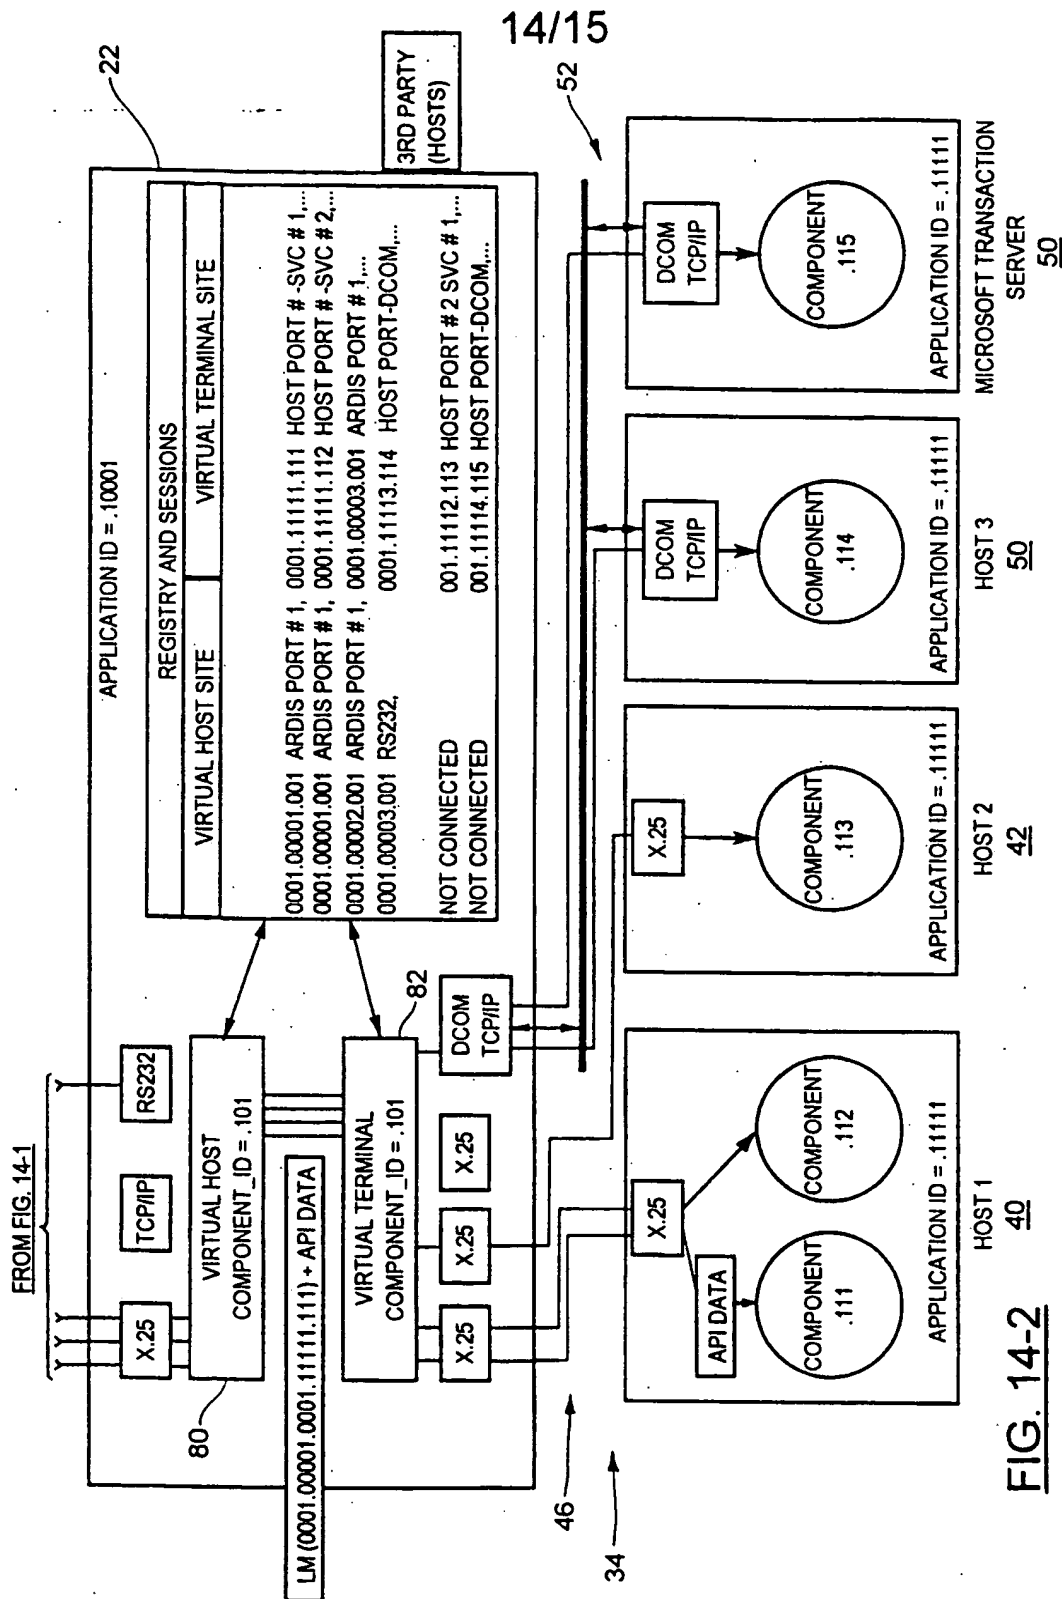 14/15
FROM FIG. 14-1
22
APPLICATION ID = .10001
X.25
TCP/IP
RS232
80
VIRTUAL HOST
COMPONENT_ID = .101
LM (0001.00001.0001.11111.111) + API DATA
VIRTUAL TERMINAL
COMPONENT_ID = .101
82
X.25
X.25
X.25
DCOM
TCP/IP
REGISTRY AND SESSIONS
VIRTUAL HOST SITE
VIRTUAL TERMINAL SITE
0001.00001.001 ARDIS PORT # 1, 0001.11111.111 HOST PORT # -SVC # 1,...
0001.00001.001 ARDIS PORT # 1, 0001.11111.112 HOST PORT # -SVC # 2,...
0001.00002.001 ARDIS PORT # 1, 0001.00003.001 ARDIS PORT # 1,...
0001.00003.001 RS232, 0001.11113.114 HOST PORT-DCOM,...
NOT CONNECTED 001.11112.113 HOST PORT # 2 SVC # 1,...
NOT CONNECTED 001.11114.115 HOST PORT-DCOM,...
3RD PARTY
(HOSTS)
46
34
52
X.25
API DATA
COMPONENT
.111
COMPONENT
.112
APPLICATION ID = .11111
HOST 1
40
X.25
COMPONENT
.113
APPLICATION ID = .11111
HOST 2
42
DCOM
TCP/IP
COMPONENT
.114
APPLICATION ID = .11111
HOST 3
50
DCOM
TCP/IP
COMPONENT
.115
APPLICATION ID = .11111
MICROSOFT TRANSACTION
SERVER
50
FIG. 14-2